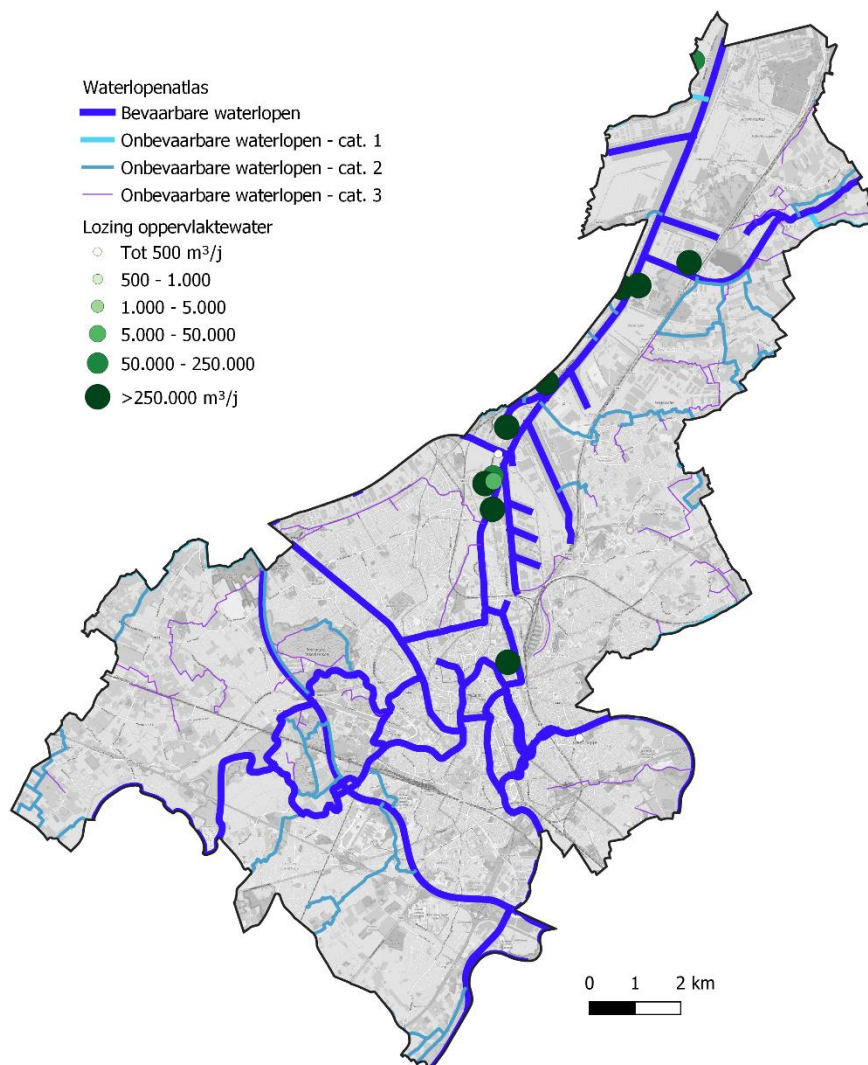 Waterlopenatlas
Bevaarbare waterlopen
Onbevaarbare waterlopen - cat. 1
Onbevaarbare waterlopen - cat. 2
Onbevaarbare waterlopen - cat. 3
Lozing oppervlaktewater
Tot 500 m³/j
500 - 1.000
1.000 - 5.000
5.000 - 50.000
50.000 - 250.000
>250.000 m³/j
0 1 2 km